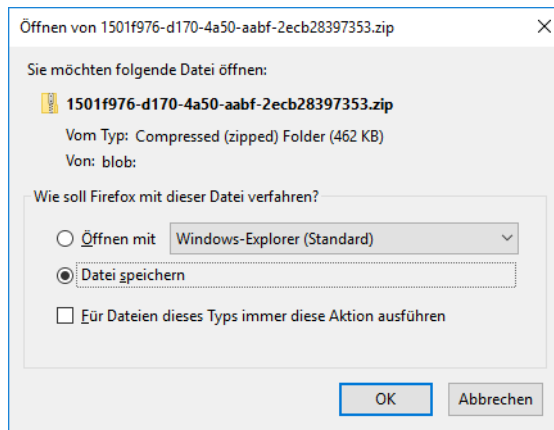 Öffnen von 1501f976-d170-4a50-aabf-2ecb28397353.zip
Sie möchten folgende Datei öffnen:
1501f976-d170-4a50-aabf-2ecb28397353.zip
Vom Typ: Compressed (zipped) Folder (462 KB)
Von: blob:
Wie soll Firefox mit dieser Datei verfahren?
Öffnen mit Windows-Explorer (Standard)
Datei speichern
Für Dateien dieses Typs immer diese Aktion ausführen
OK Abbrechen